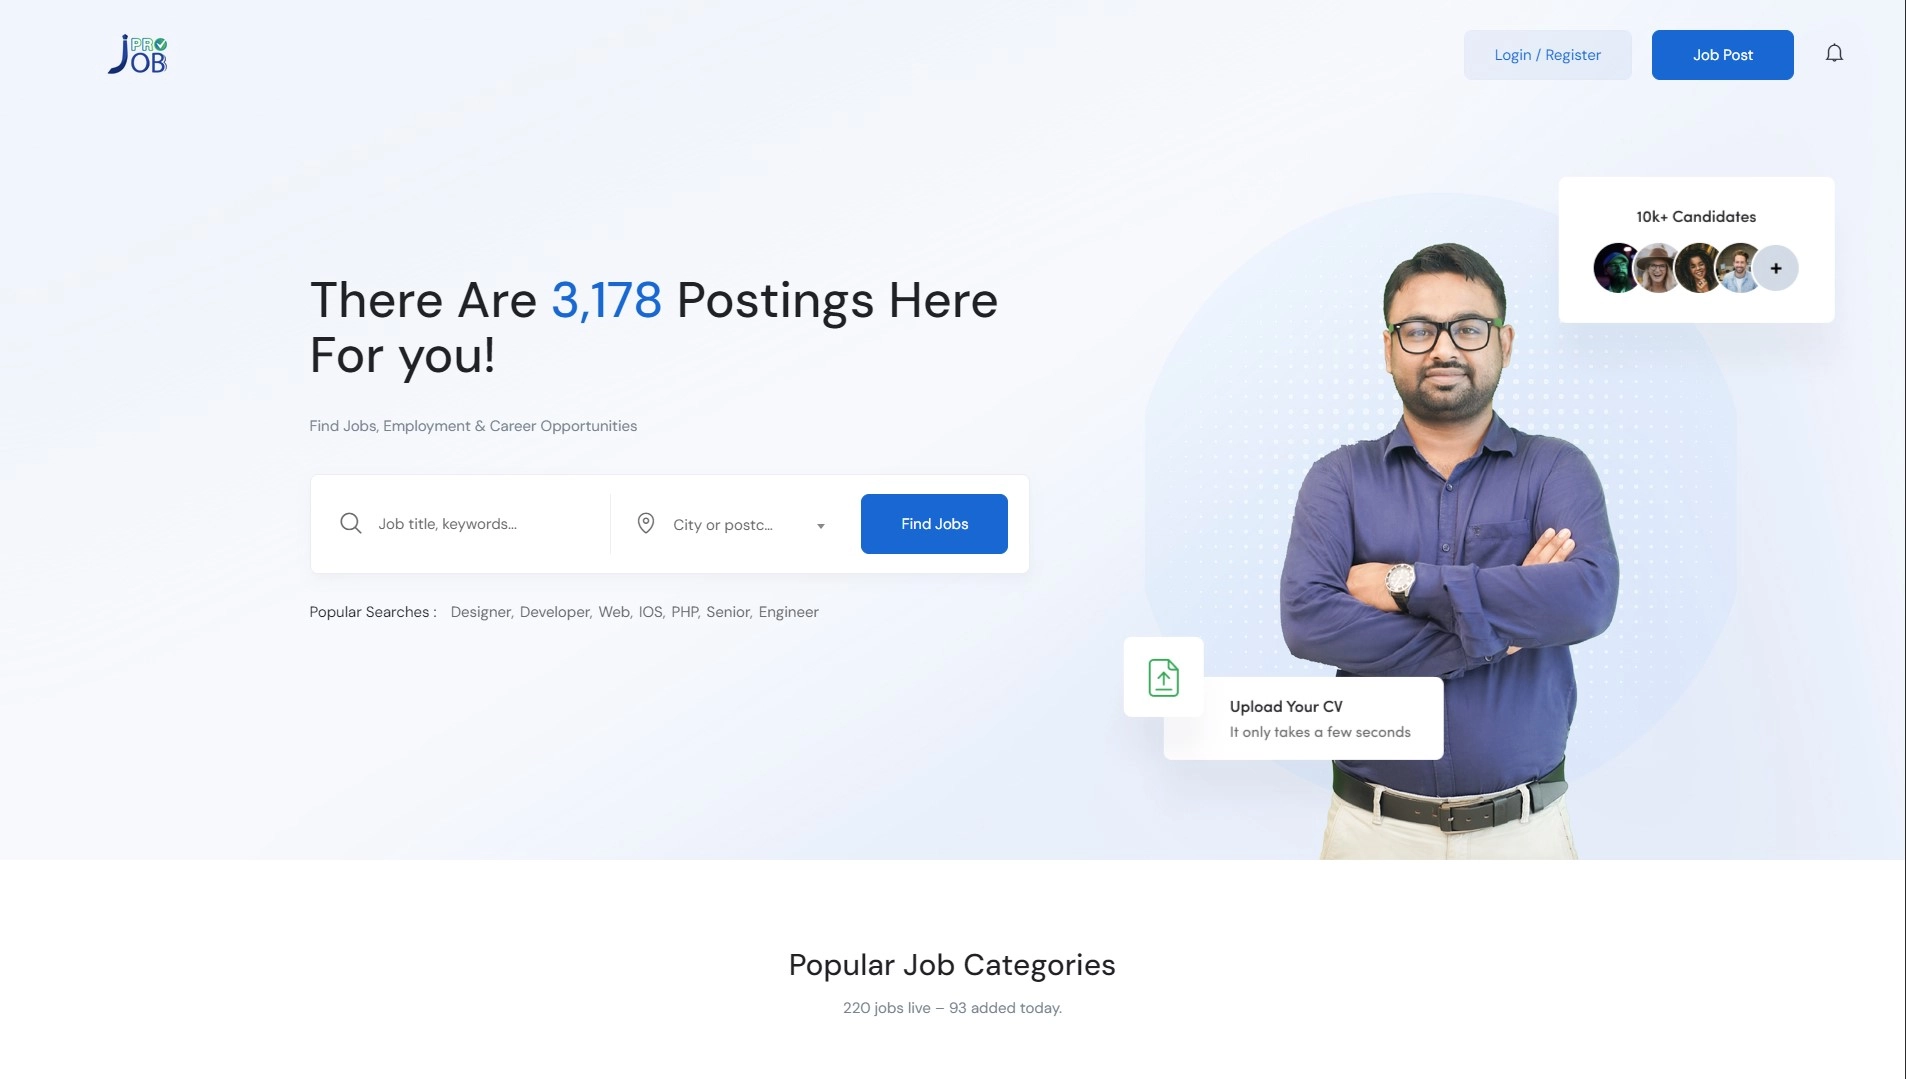 PRO
JOB
Login / Register
Job Post
10k+ Candidates
+
There Are 3,178 Postings Here
For you!
Find Jobs, Employment & Career Opportunities
Job title, keywords...
City or postc...
Find Jobs
Popular Searches : Designer, Developer, Web, IOS, PHP, Senior, Engineer
Upload Your CV
It only takes a few seconds
Popular Job Categories
220 jobs live – 93 added today.